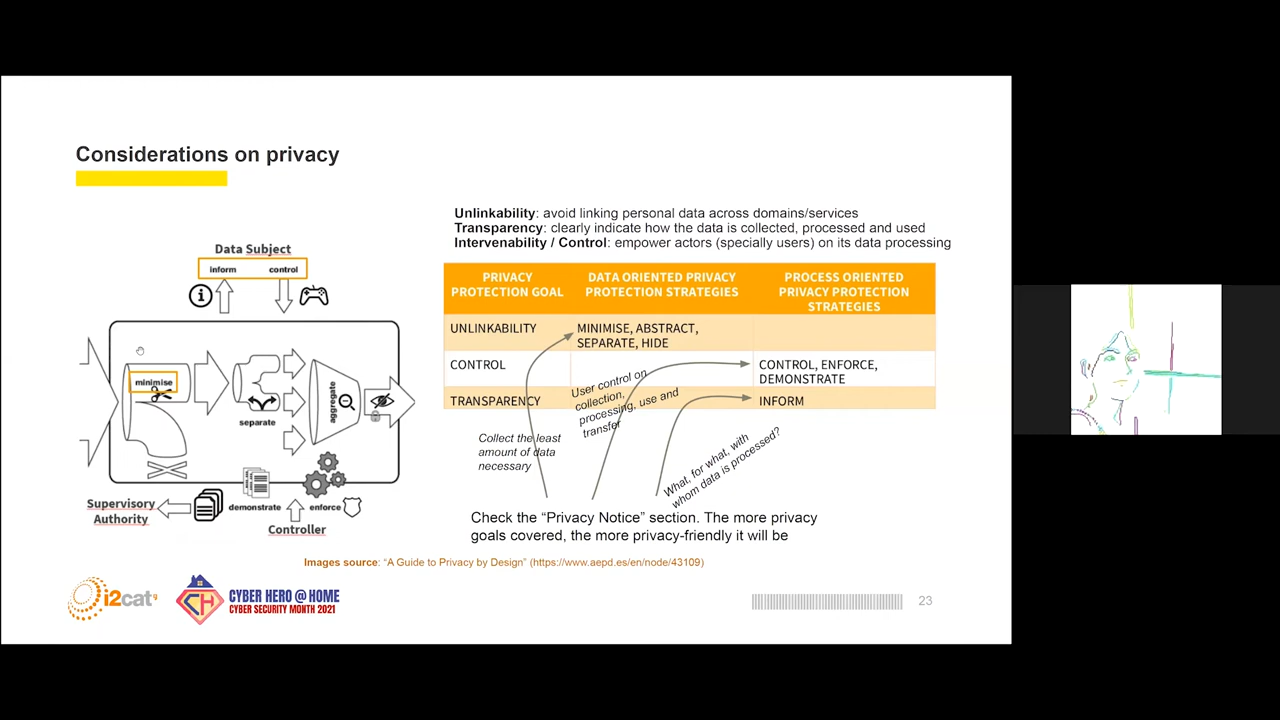 Considerations on privacy
Unlinkability: avoid linking personal data across domains/services
Transparency: clearly indicate how the data is collected, processed and used
Intervenability / Control: empower actors (specially users) on its data processing
Data Subject
inform control
minimise
separate
aggregate
Supervisory
Authority
demonstrate
enforce
Controller
PRIVACY
PROTECTION GOAL
DATA ORIENTED PRIVACY
PROTECTION STRATEGIES
PROCESS ORIENTED
PRIVACY PROTECTION
STRATEGIES
UNLINKABILITY
MINIMISE, ABSTRACT,
SEPARATE, HIDE
CONTROL
CONTROL, ENFORCE,
DEMONSTRATE
TRANSPARENCY
INFORM
Collect the least
amount of data
necessary
User control on
collection,
processing, use and
transfer
What, for what, with
whom data is processed?
Check the “Privacy Notice” section. The more privacy
goals covered, the more privacy-friendly it will be
Images source: “A Guide to Privacy by Design” (https://www.aepd.es/en/node/43109)
i2cat
CH
CYBER HERO @ HOME
CYBER SECURITY MONTH 2021
23